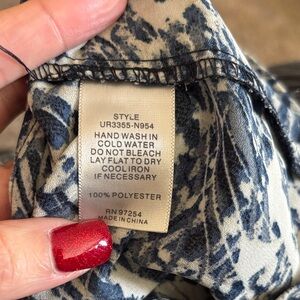 STYLE
UR3355-N954
HAND WASH IN
COLD WATER
DO NOT BLEACH
LAY FLAT TO DRY
COOL IRON
IF NECESSARY
100% POLYESTER
RN 97254
MADE IN CHINA